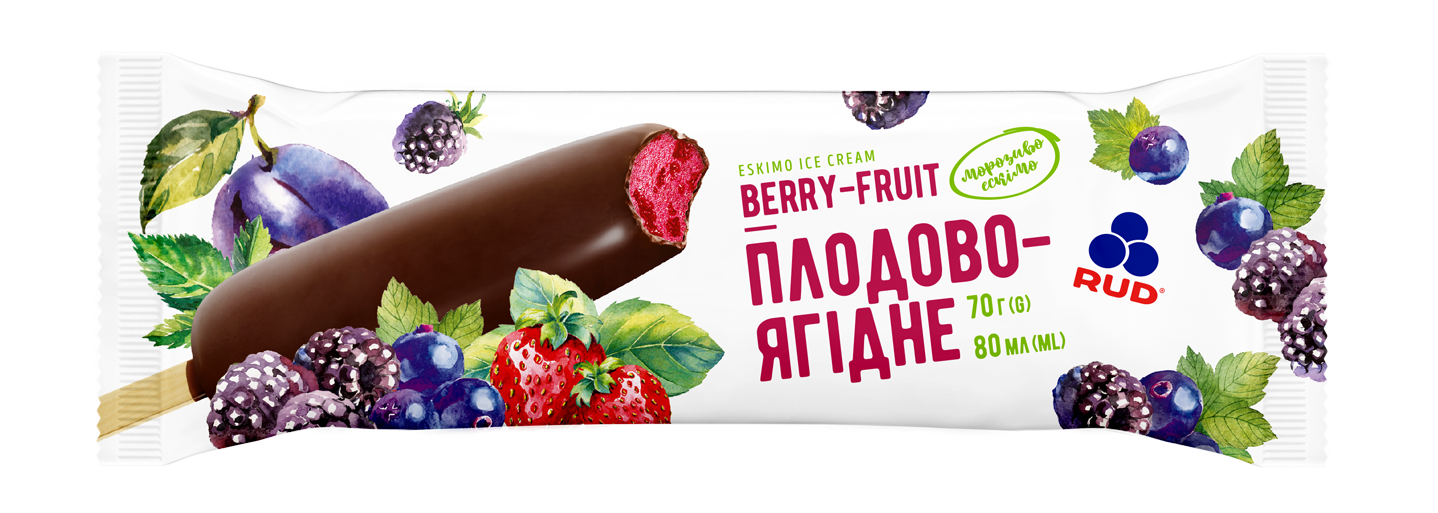 ESKIMO ICE CREAM
BERRY-FRUIT
морозиво
ескімо
ПЛОДОВО-
ЯГІДНЕ
70 г (G)
80 мл (ML)
RUD®